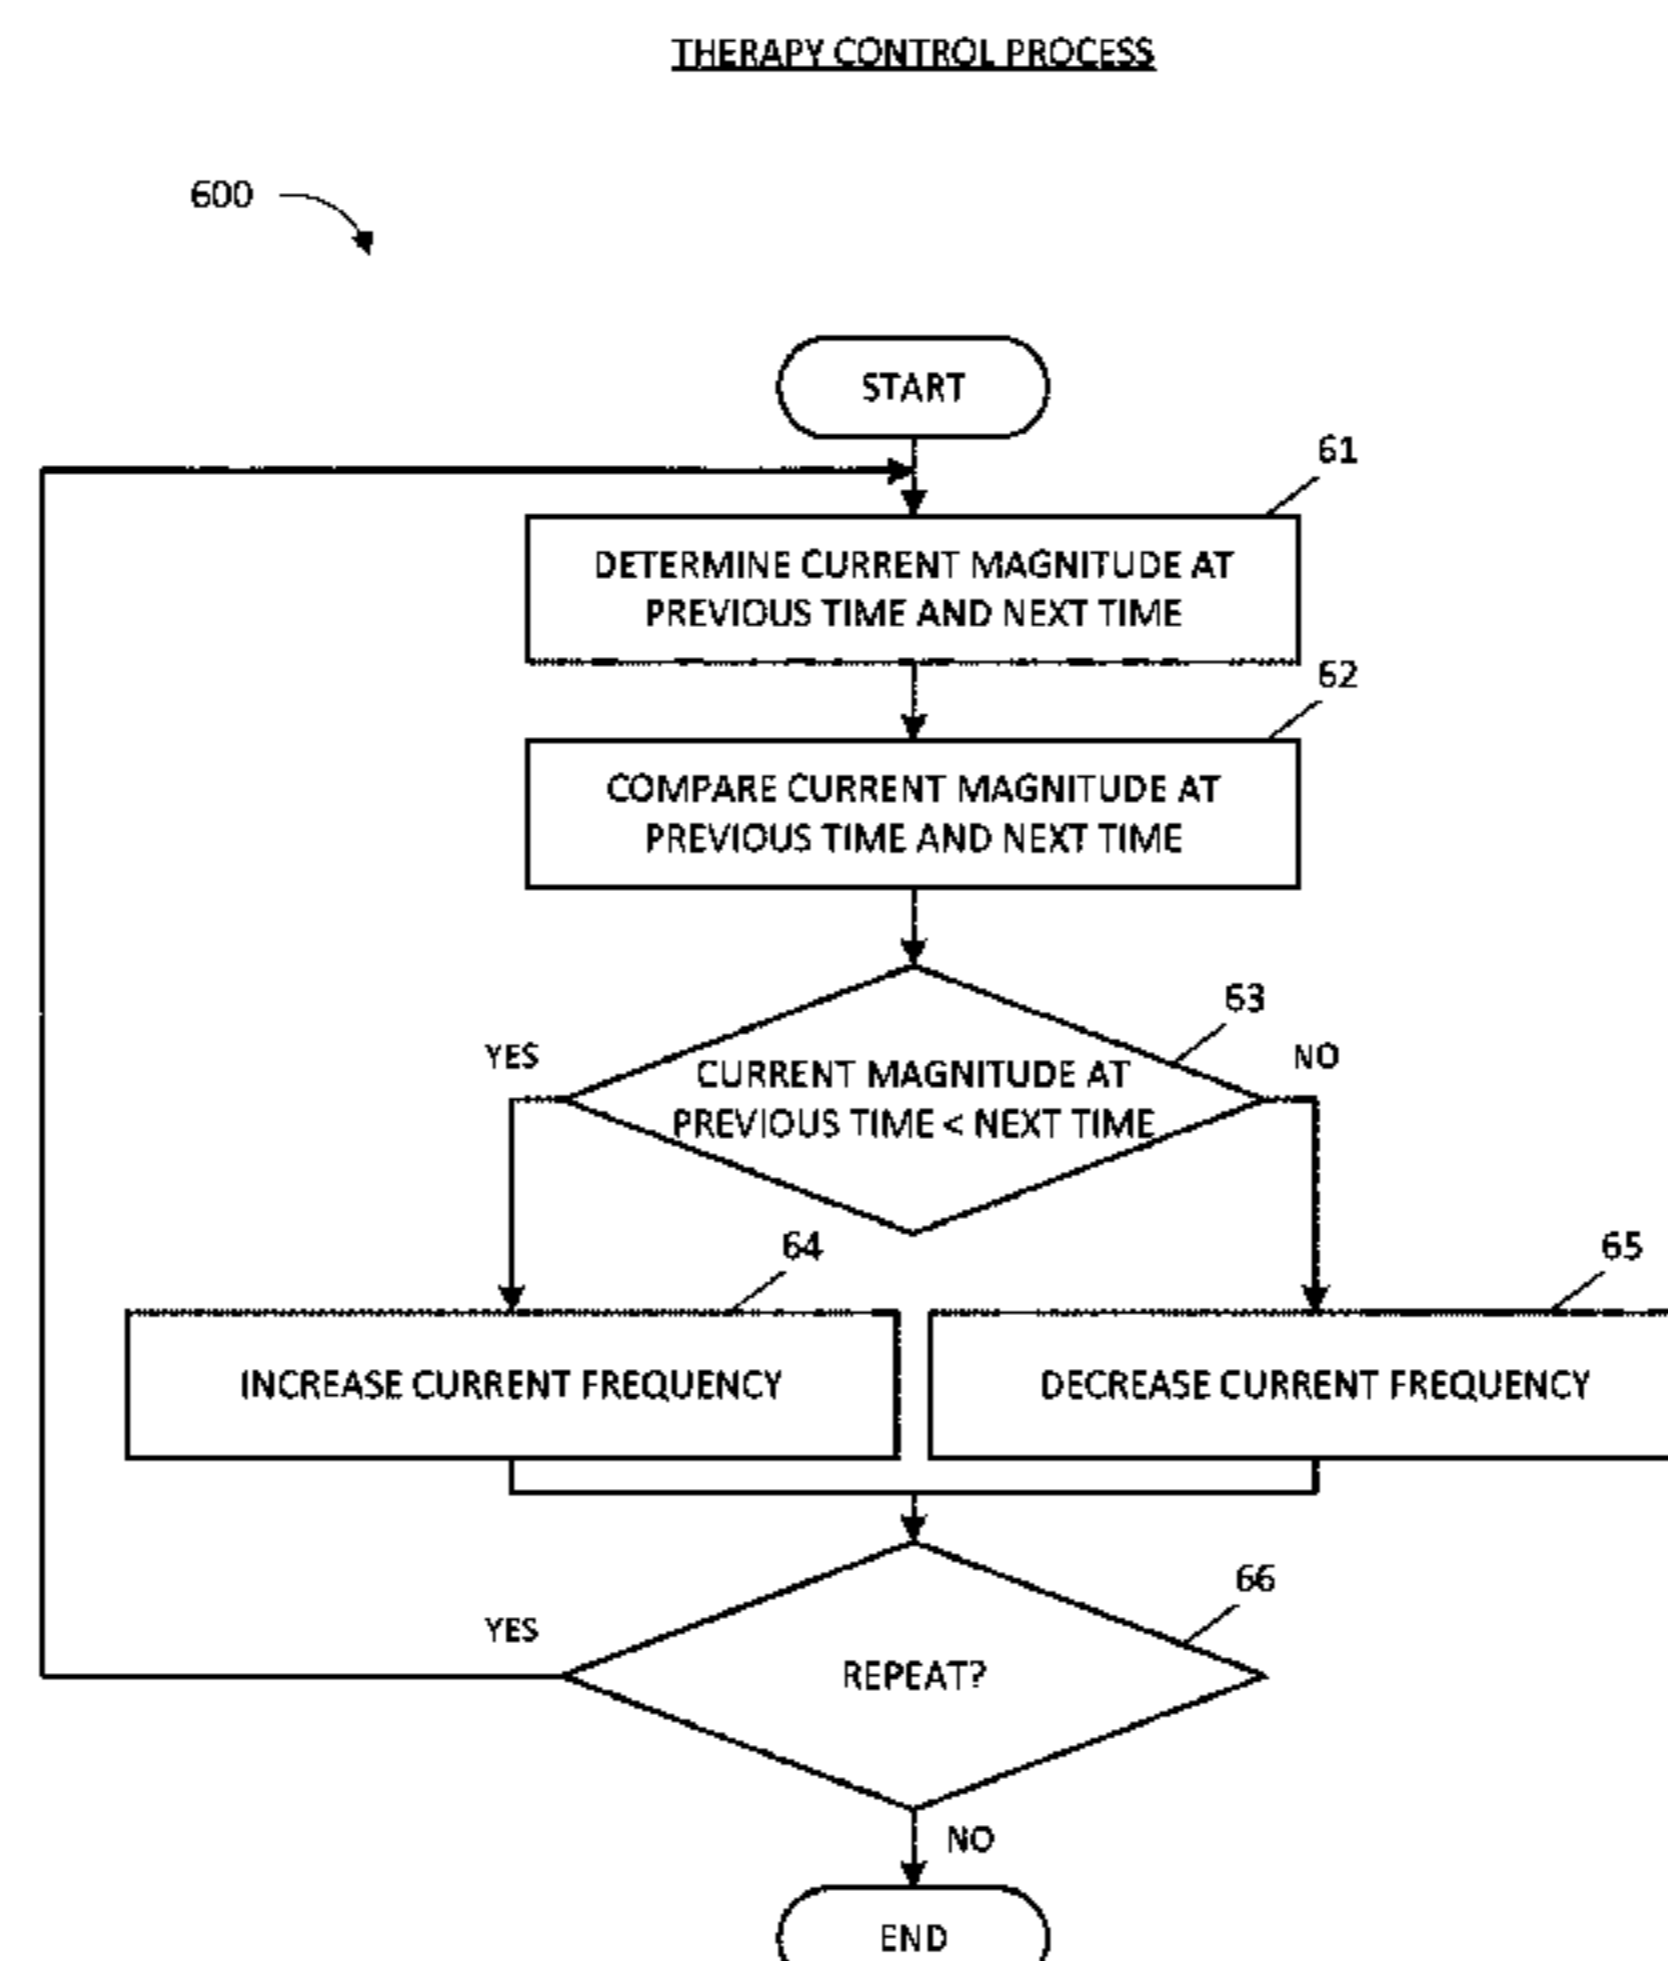 THERAPY CONTROL PROCESS
600
START
61
DETERMINE CURRENT MAGNITUDE AT
PREVIOUS TIME AND NEXT TIME
62
COMPARE CURRENT MAGNITUDE AT
PREVIOUS TIME AND NEXT TIME
63
YES
NO
CURRENT MAGNITUDE AT
PREVIOUS TIME < NEXT TIME
64
65
INCREASE CURRENT FREQUENCY
DECREASE CURRENT FREQUENCY
66
YES
REPEAT?
NO
END